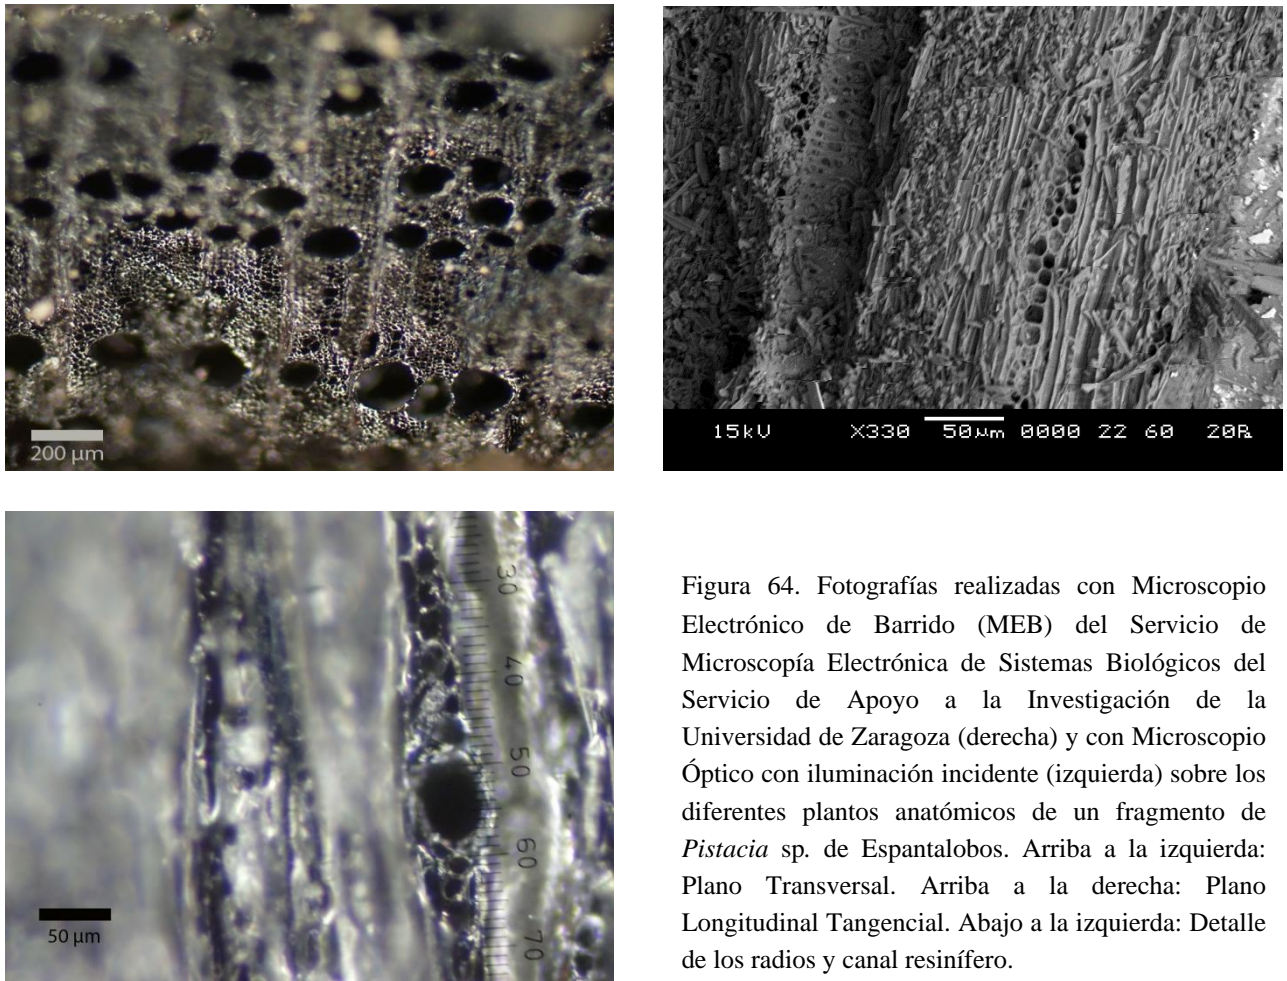 200 µm
15kV X330 50µm 0000 22 60 20Pa
30
40
50
60
70
50 µm
Figura 64. Fotografías realizadas con Microscopio
Electrónico de Barrido (MEB) del Servicio de
Microscopía Electrónica de Sistemas Biológicos del
Servicio de Apoyo a la Investigación de la
Universidad de Zaragoza (derecha) y con Microscopio
Óptico con iluminación incidente (izquierda) sobre los
diferentes plantos anatómicos de un fragmento de
Pistacia sp. de Espantalobos. Arriba a la izquierda:
Plano Transversal. Arriba a la derecha: Plano
Longitudinal Tangencial. Abajo a la izquierda: Detalle
de los radios y canal resinífero.